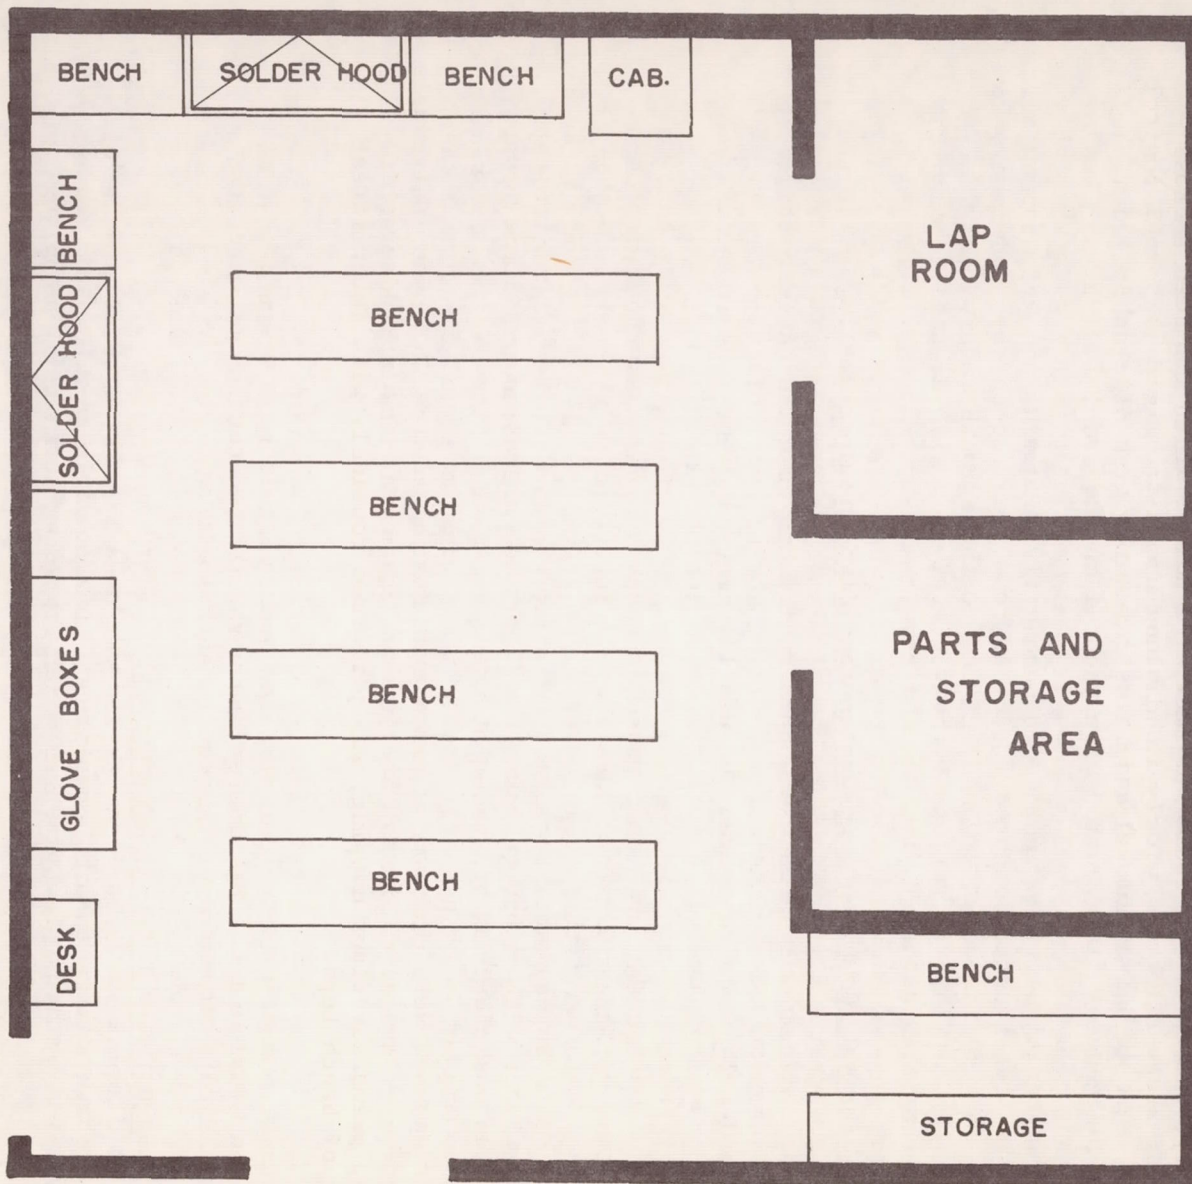 BENCH
SOLDER HOOD
BENCH
CAB.
BENCH
SOLDER HOOD
LAP
ROOM
BENCH
BENCH
GLOVE BOXES
PARTS AND
STORAGE
AREA
BENCH
BENCH
DESK
BENCH
STORAGE